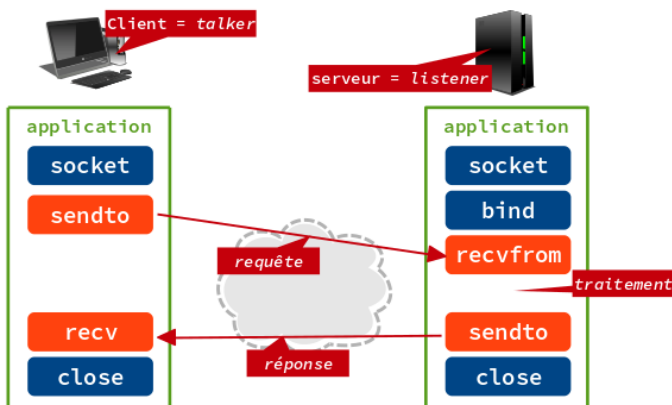 Client = talker
serveur = listener
application
socket
sendto
recv
close
application
socket
bind
recvfrom
traitement
sendto
close
requête
réponse